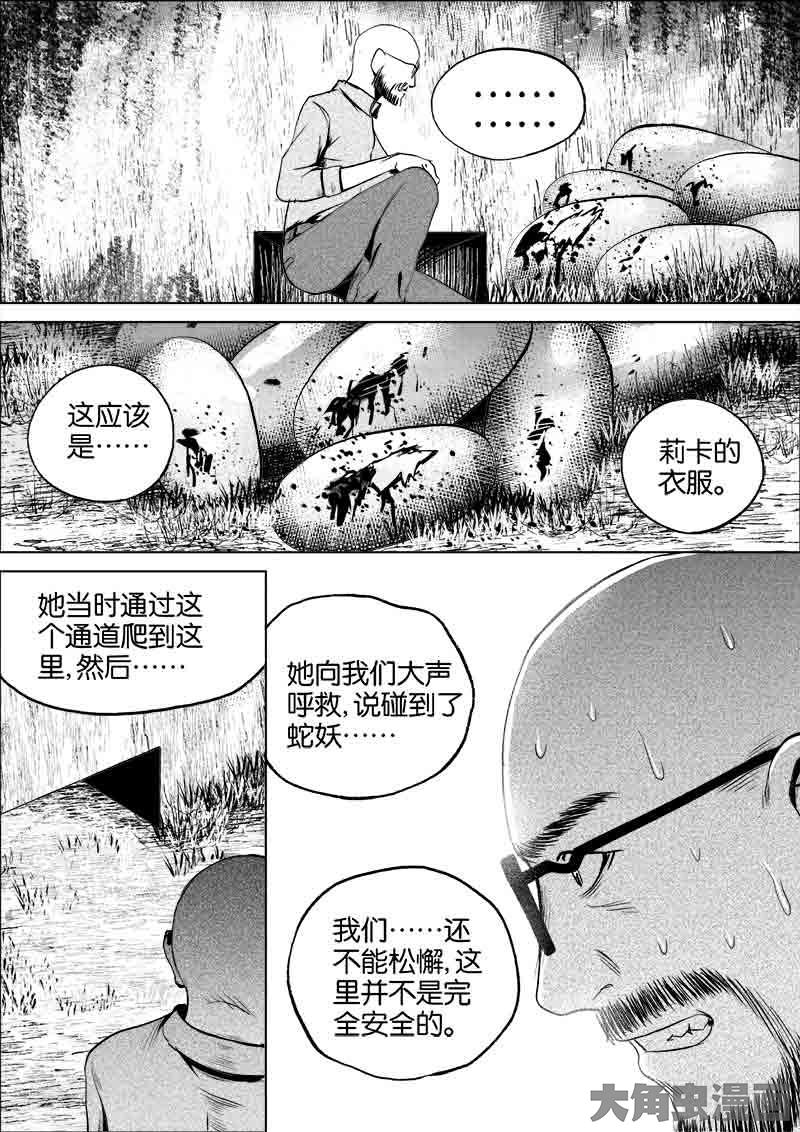 ……
……
这应该
是……
莉卡的
衣服。
她当时通过这
个通道爬到这
里,然后……
她向我们大声
呼救,说碰到了
蛇妖……
我们……还
不能松懈,这
里并不是完
全安全的。
大角虫漫画